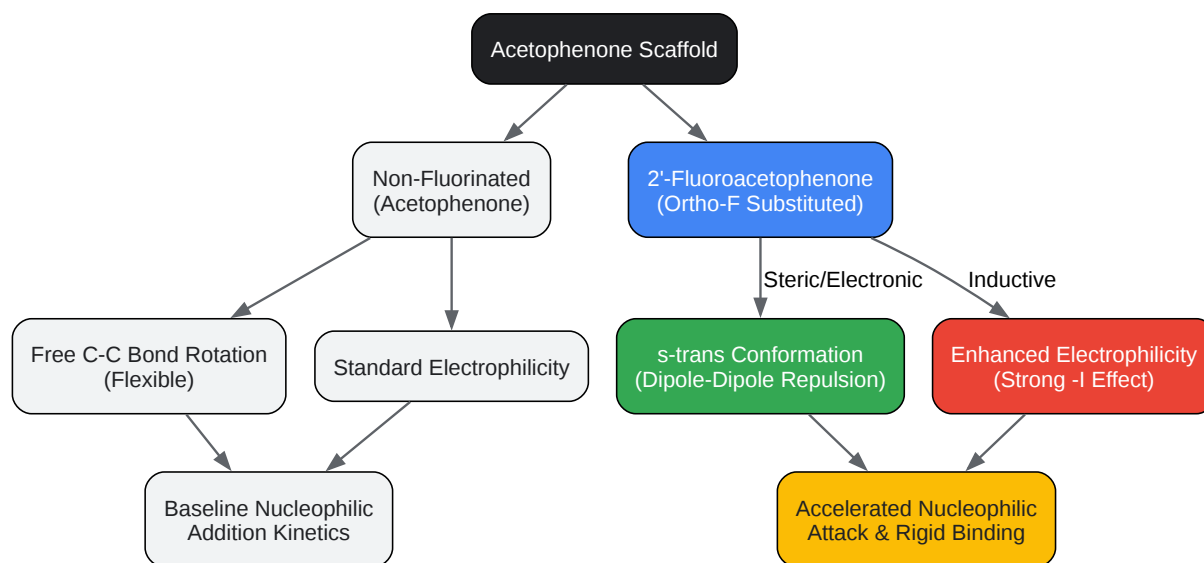 Acetophenone Scaffold
Non-Fluorinated
(Acetophenone)
2'-Fluoroacetophenone
(Ortho-F Substituted)
Steric/Electronic
Inductive
Free C-C Bond Rotation
(Flexible)
Standard Electrophilicity
s-trans Conformation
(Dipole-Dipole Repulsion)
Enhanced Electrophilicity
(Strong -I Effect)
Baseline Nucleophilic
Addition Kinetics
Accelerated Nucleophilic
Attack & Rigid Binding